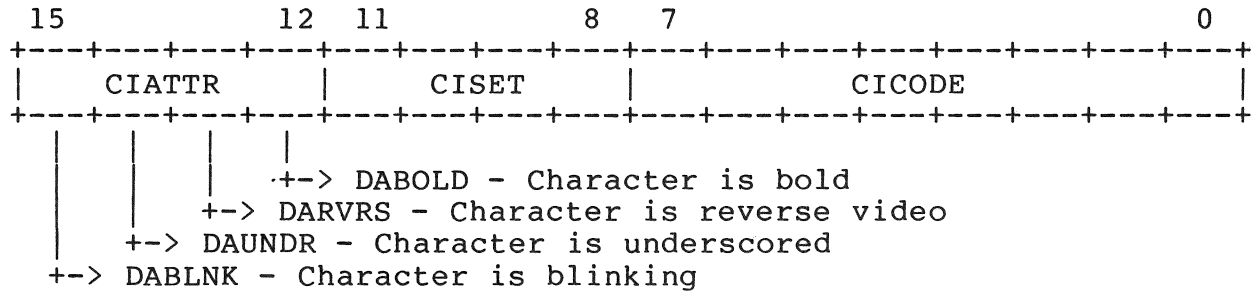 15 12 11 8 7 0
+---+---+---+---+---+---+---+---+---+---+---+---+---+---+---+---+
| CIATTR | CISET | CICODE |
+---+---+---+---+---+---+---+---+---+---+---+---+---+---+---+---+
| | | |
| | | +-> DABOLD - Character is bold
| | +-> DARVRS - Character is reverse video
| +-> DAUNDR - Character is underscored
+-> DABLNK - Character is blinking